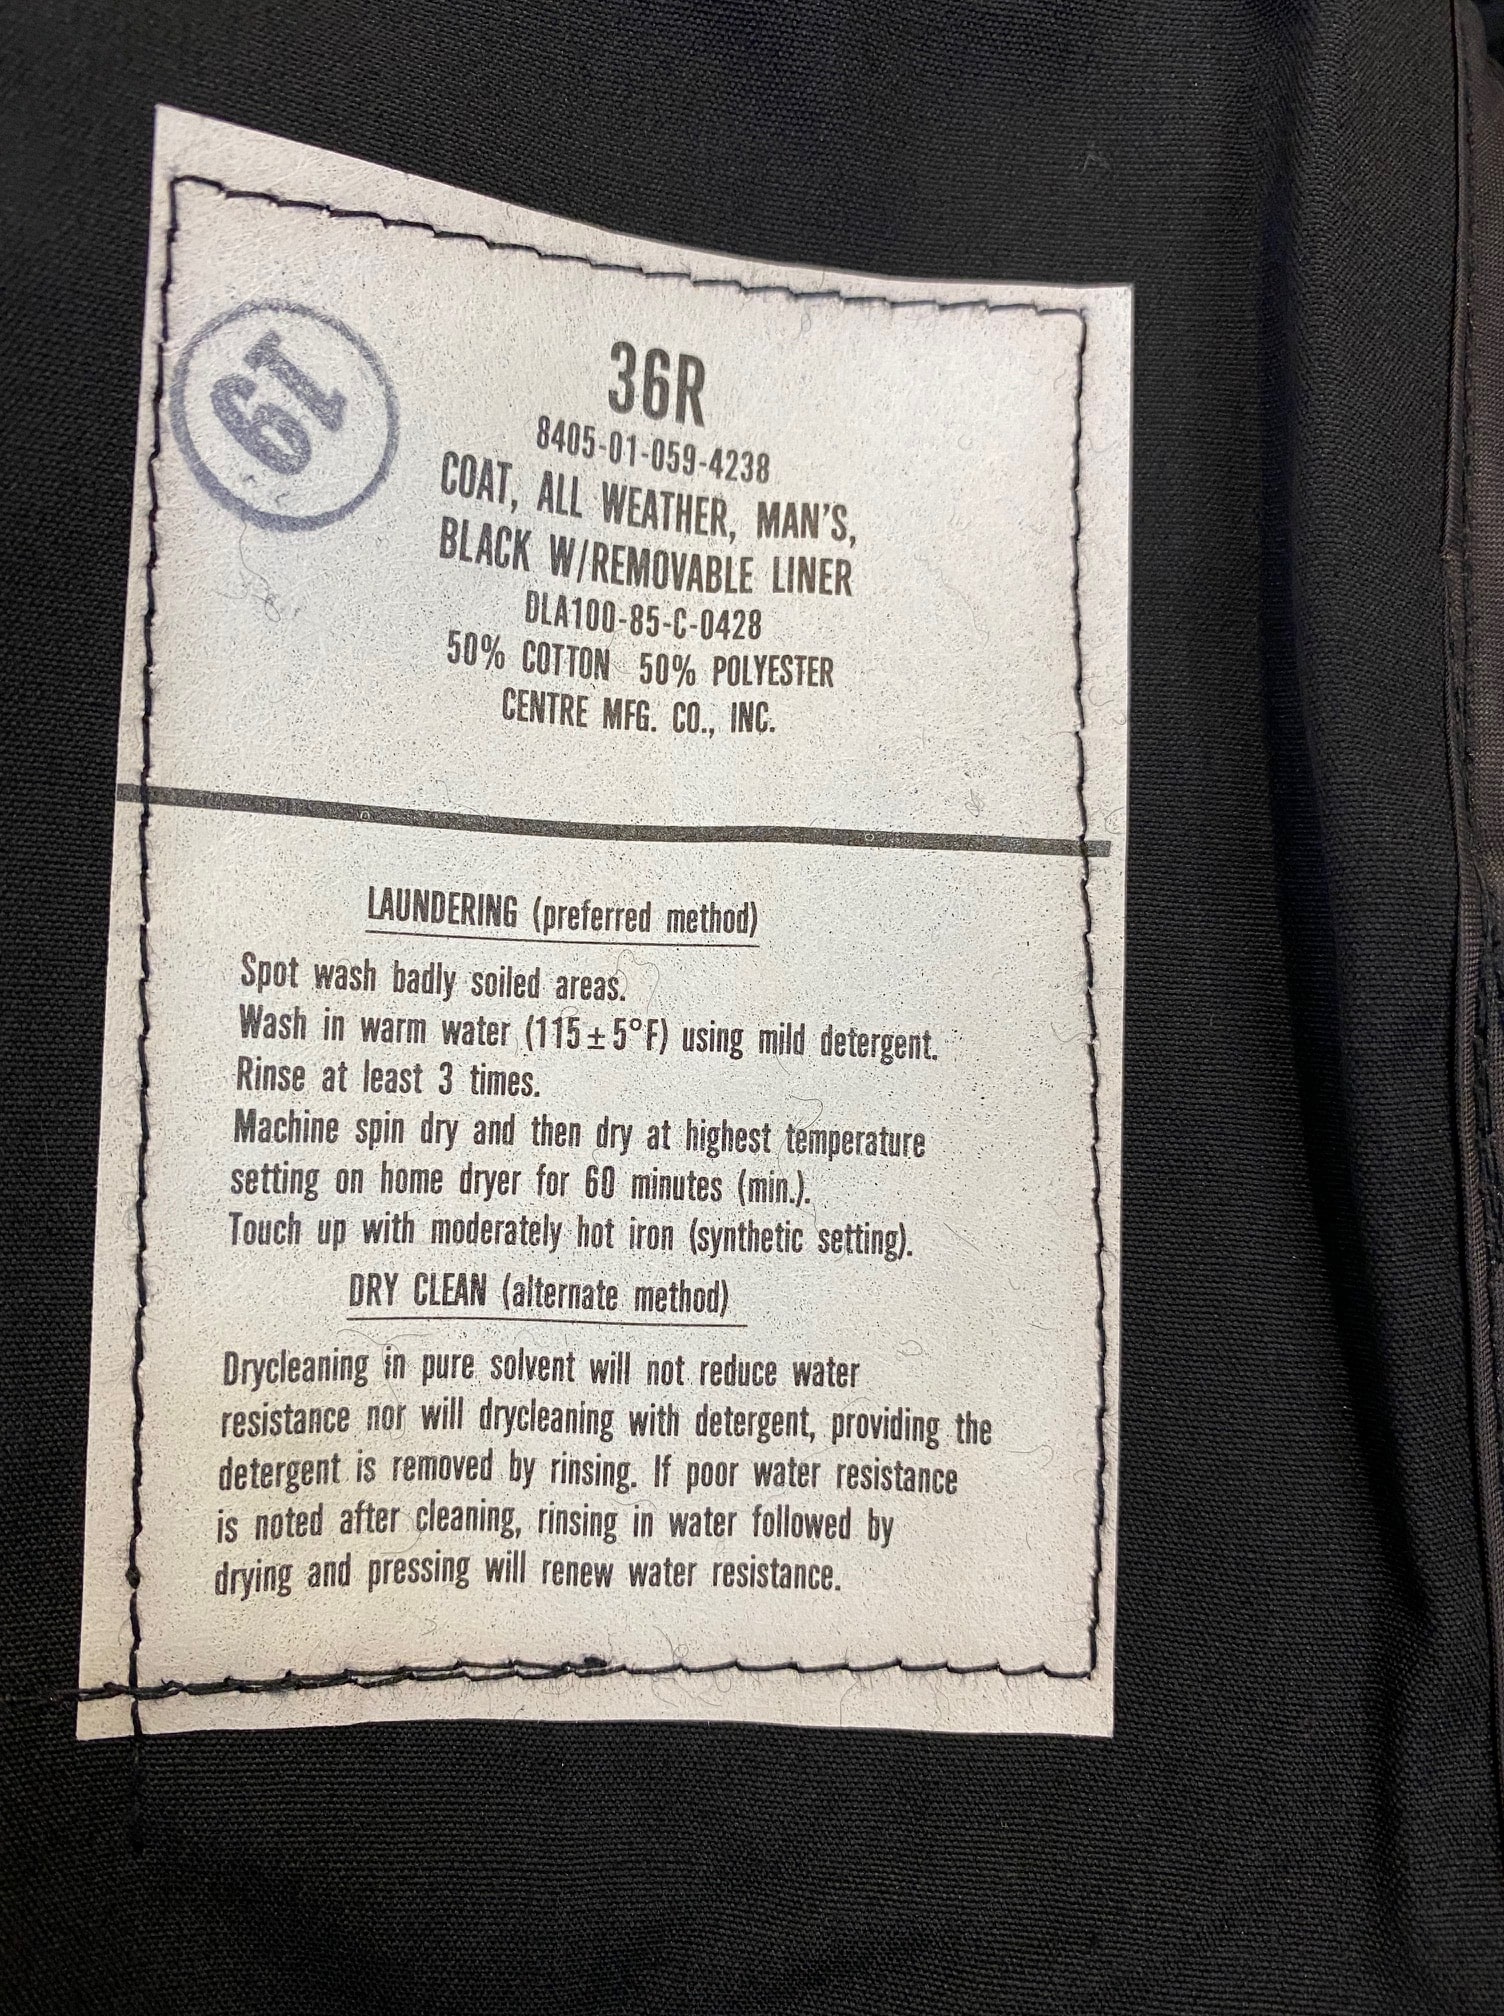 19
36R
8405-01-059-4238
COAT, ALL WEATHER, MAN'S,
BLACK W/REMOVABLE LINER
DLA100-85-C-0428
50% COTTON 50% POLYESTER
CENTRE MFG. CO., INC.
LAUNDERING (preferred method)
Spot wash badly soiled areas.
Wash in warm water (115±5°F) using mild detergent.
Rinse at least 3 times.
Machine spin dry and then dry at highest temperature
setting on home dryer for 60 minutes (min.).
Touch up with moderately hot iron (synthetic setting).
DRY CLEAN (alternate method)
Drycleaning in pure solvent will not reduce water
resistance nor will drycleaning with detergent, providing the
detergent is removed by rinsing. If poor water resistance
is noted after cleaning, rinsing in water followed by
drying and pressing will renew water resistance.